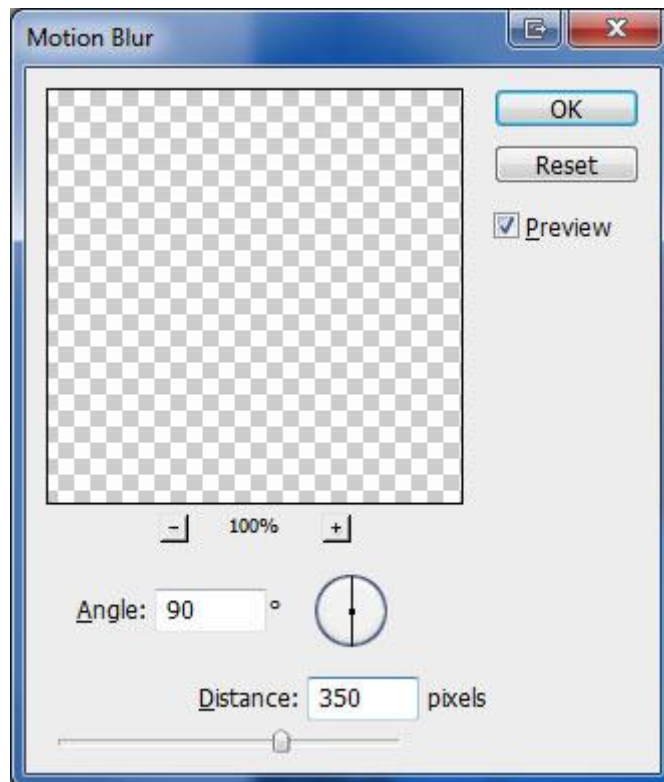 Motion Blur
OK
Reset
Preview
- 100% +
Angle: 90 °
Distance: 350 pixels